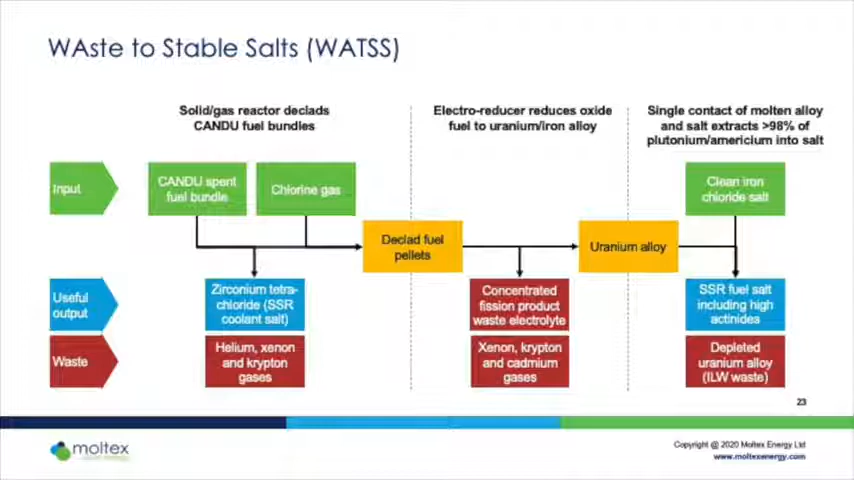 WAste to Stable Salts (WATSS)
Solid/gas reactor declads
CANDU fuel bundles
Electro-reducer reduces oxide
fuel to uranium/iron alloy
Single contact of molten alloy
and salt extracts >98% of
plutonium/americium into salt
Input
CANDU spent
fuel bundle
Chlorine gas
Clean iron
chloride salt
Declad fuel
pellets
Uranium alloy
Useful
output
Zirconium tetra-
chloride (SSR
coolant salt)
Concentrated
fission product
waste electrolyte
SSR fuel salt
including high
actinides
Waste
Helium, xenon
and krypton
gases
Xenon, krypton
and cadmium
gases
Depleted
uranium alloy
(ILW waste)
23
moltex
Copyright @ 2020 Moltex Energy Ltd
www.moltexenergy.com